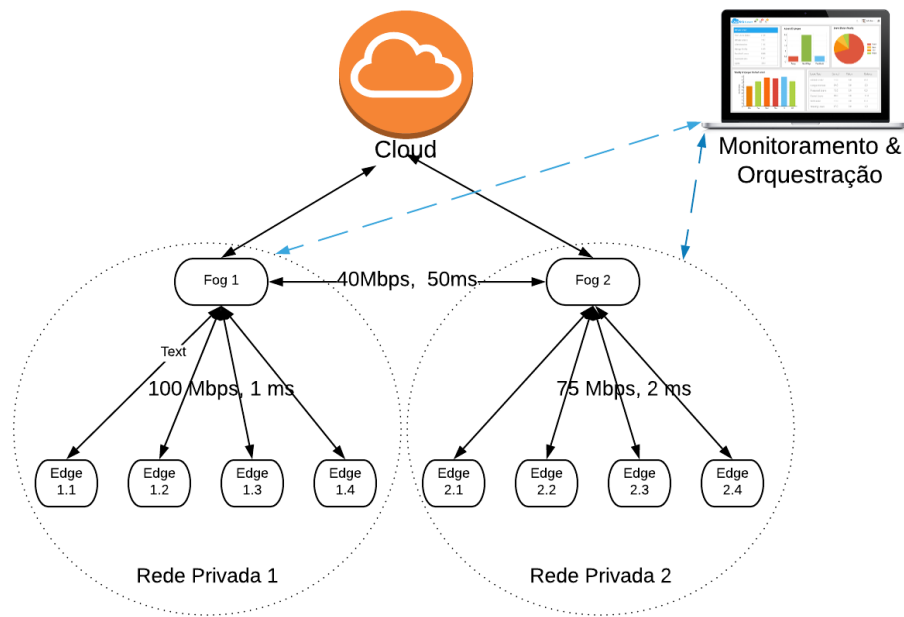 Cloud
Monitoramento &
Orquestração
Fog 1
40Mbps, 50ms
Fog 2
Text
100 Mbps, 1 ms
75 Mbps, 2 ms
Edge
1.1
Edge
1.2
Edge
1.3
Edge
1.4
Edge
2.1
Edge
2.2
Edge
2.3
Edge
2.4
Rede Privada 1
Rede Privada 2